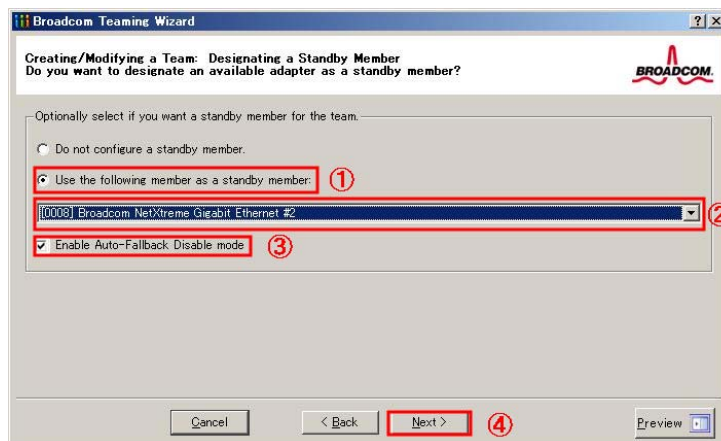 Broadcom Teaming Wizard
Creating/Modifying a Team: Designating a Standby Member
Do you want to designate an available adapter as a standby member?
BROADCOM.
Optionally select if you want a standby member for the team.
Do not configure a standby member.
Use the following member as a standby member: ①
[[0008] Broadcom NetXtreme Gigabit Ethernet #2 ②
Enable Auto-Fallback Disable mode ③
Cancel < Back Next > ④ Preview